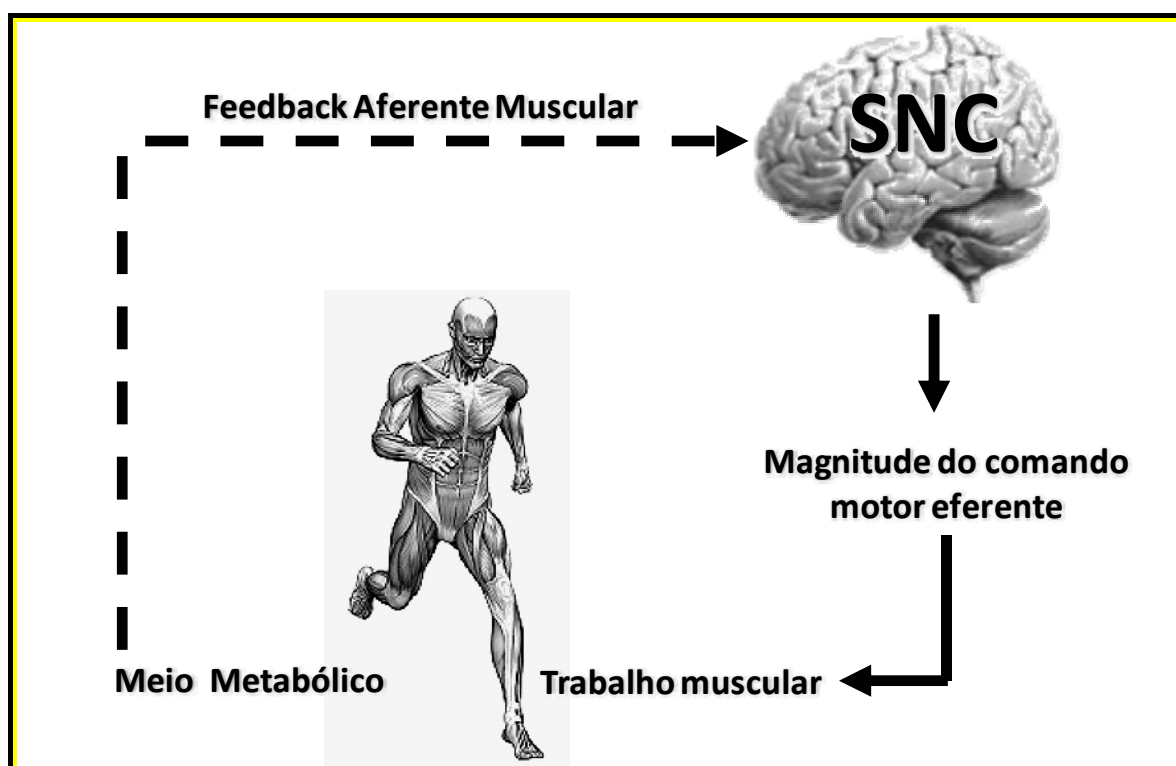 Feedback Aferente Muscular
SNC
Magnitude do comando
motor eferente
Meio Metabólico
Trabalho muscular